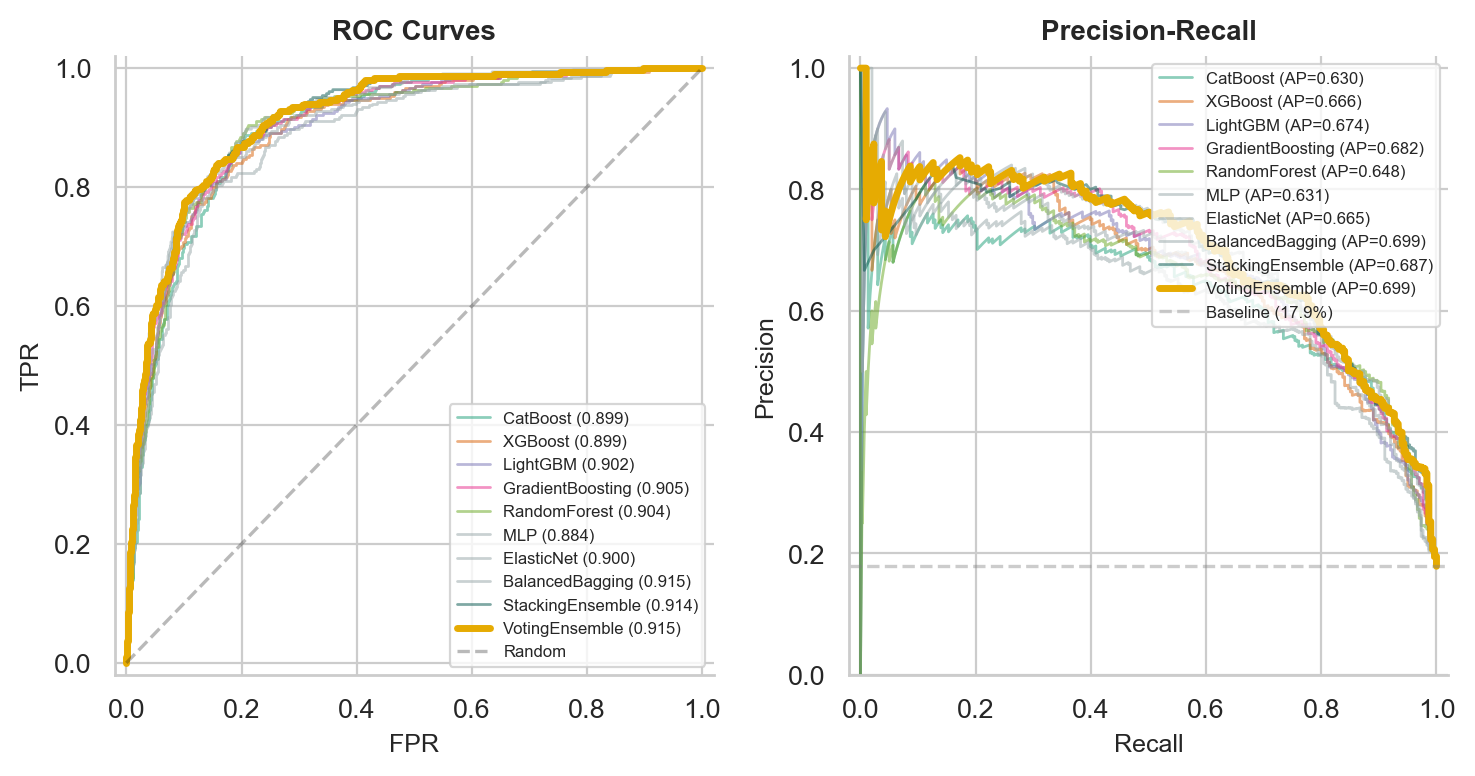 ROC Curves
1.0
0.8
0.6
0.4
0.2
0.0
TPR
0.0 0.2 0.4 0.6 0.8 1.0
FPR
CatBoost (0.899)
XGBoost (0.899)
LightGBM (0.902)
GradientBoosting (0.905)
RandomForest (0.904)
MLP (0.884)
ElasticNet (0.900)
BalancedBagging (0.915)
StackingEnsemble (0.914)
VotingEnsemble (0.915)
Random
Precision-Recall
1.0
0.8
0.6
0.4
0.2
0.0
Precision
0.0 0.2 0.4 0.6 0.8 1.0
Recall
CatBoost (AP=0.630)
XGBoost (AP=0.666)
LightGBM (AP=0.674)
GradientBoosting (AP=0.682)
RandomForest (AP=0.648)
MLP (AP=0.631)
ElasticNet (AP=0.665)
BalancedBagging (AP=0.699)
StackingEnsemble (AP=0.687)
VotingEnsemble (AP=0.699)
Baseline (17.9%)